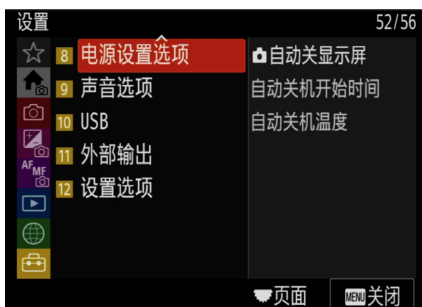 设置 52/56
8 电源设置选项
9 声音选项
10 USB
11 外部输出
12 设置选项
自动关显示屏
自动关机开始时间
自动关机温度
AF MF
页面 MENU 关闭